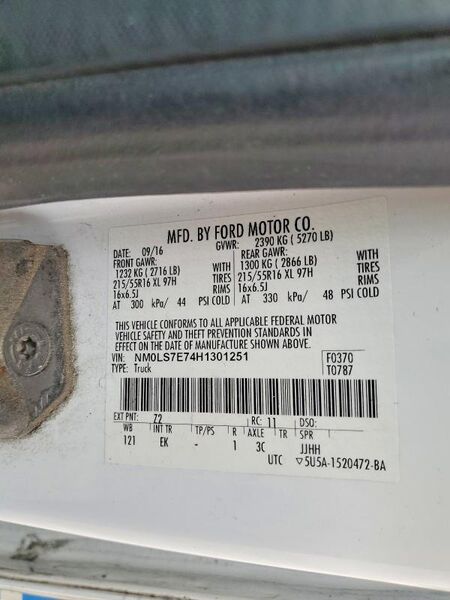 MFD. BY FORD MOTOR CO.
DATE: 09/16 GVWR: 2390 KG ( 5270 LB)
FRONT GAWR: REAR GAWR:
1232 KG ( 2716 LB) WITH 1300 KG ( 2866 LB) WITH
215/55R16 XL 97H TIRES 215/55R16 XL 97H TIRES
16x6.5J RIMS 16x6.5J RIMS
AT 300 kPa/ 44 PSI COLD AT 330 kPa/ 48 PSI COLD
THIS VEHICLE CONFORMS TO ALL APPLICABLE FEDERAL MOTOR
VEHICLE SAFETY AND THEFT PREVENTION STANDARDS IN
EFFECT ON THE DATE OF MANUFACTURE SHOWN ABOVE.
VIN: NM0LS7E74H1301251 F0370
TYPE: Truck T0787
EXT PNT: Z2 RC: 11 DSO:
WB INT TR TP/PS R AXLE TR SPR
121 EK - 1 3C JJHH
UTC ▽5U5A-1520472-BA